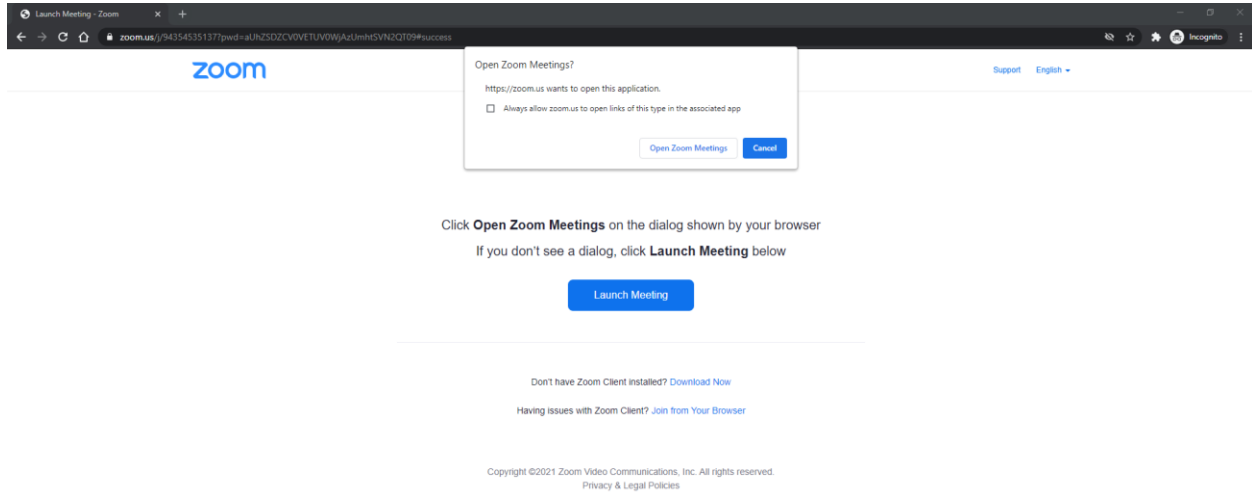 Launch Meeting - Zoom
zoom.us/j/94354535137?pwd=aUhZSDZCV0VETUV0WjAzUmhtSVN2QT09#success
Incognito
zoom
Support English
Open Zoom Meetings?
https://zoom.us wants to open this application.
Always allow zoom.us to open links of this type in the associated app
Open Zoom Meetings Cancel
Click Open Zoom Meetings on the dialog shown by your browser
If you don't see a dialog, click Launch Meeting below
Launch Meeting
Don't have Zoom Client installed? Download Now
Having issues with Zoom Client? Join from Your Browser
Copyright ©2021 Zoom Video Communications, Inc. All rights reserved.
Privacy & Legal Policies